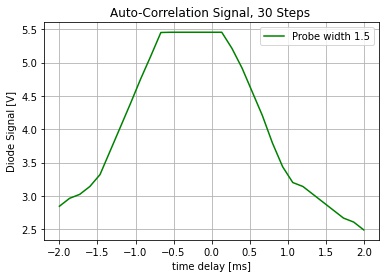 Auto-Correlation Signal, 30 Steps
Probe width 1.5
Diode Signal [V]
5.5
5.0
4.5
4.0
3.5
3.0
2.5
−2.0 −1.5 −1.0 −0.5 0.0 0.5 1.0 1.5 2.0
time delay [ms]